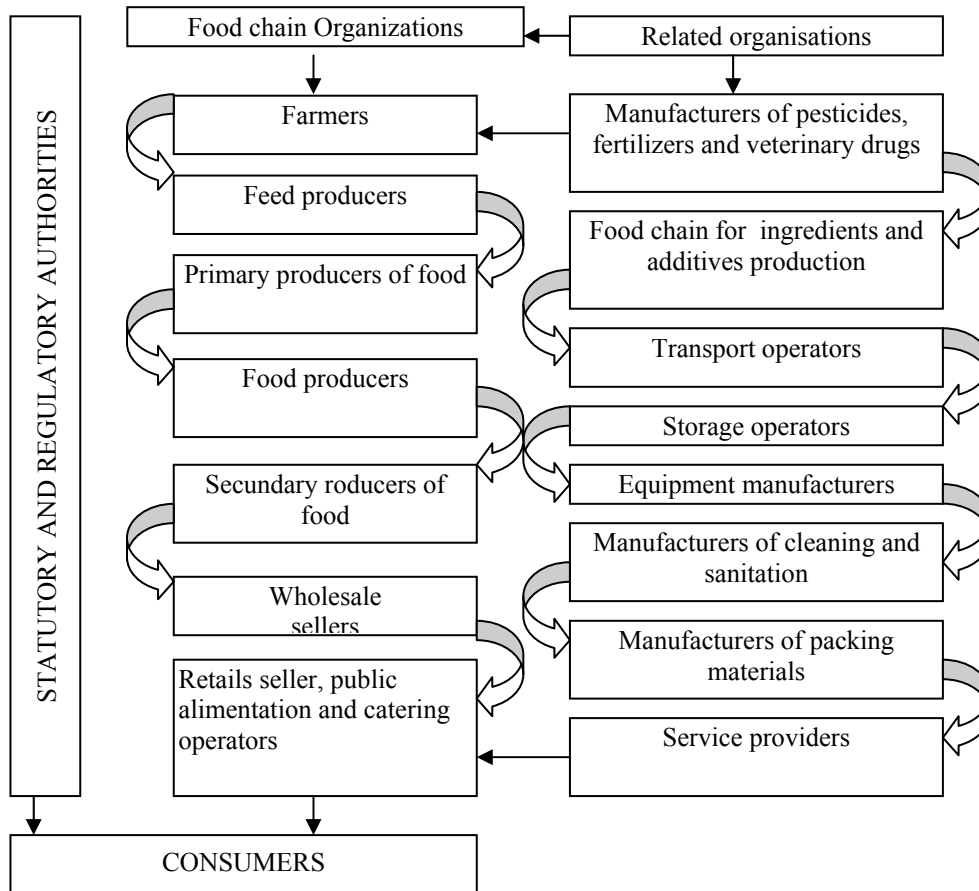 STATUTORY AND REGULATORY AUTHORITIES
Food chain Organizations
Farmers
Feed producers
Primary producers of food
Food producers
Secundary roducers of
food
Wholesale
sellers
Retails seller, public
alimentation and catering
operators
Related organisations
Manufacturers of pesticides,
fertilizers and veterinary drugs
Food chain for ingredients and
additives production
Transport operators
Storage operators
Equipment manufacturers
Manufacturers of cleaning and
sanitation
Manufacturers of packing
materials
Service providers
CONSUMERS